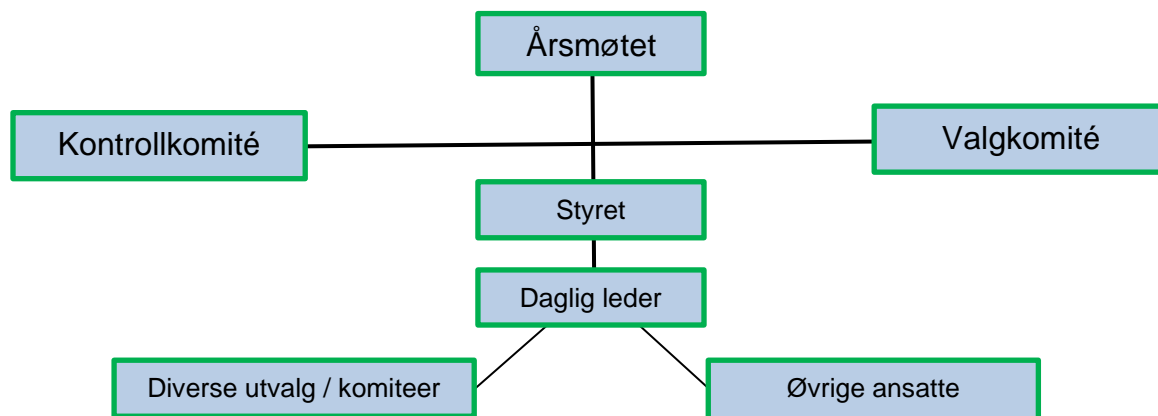 Årsmøtet
Kontrollkomité
Valgkomité
Styret
Daglig leder
Diverse utvalg / komiteer
Øvrige ansatte